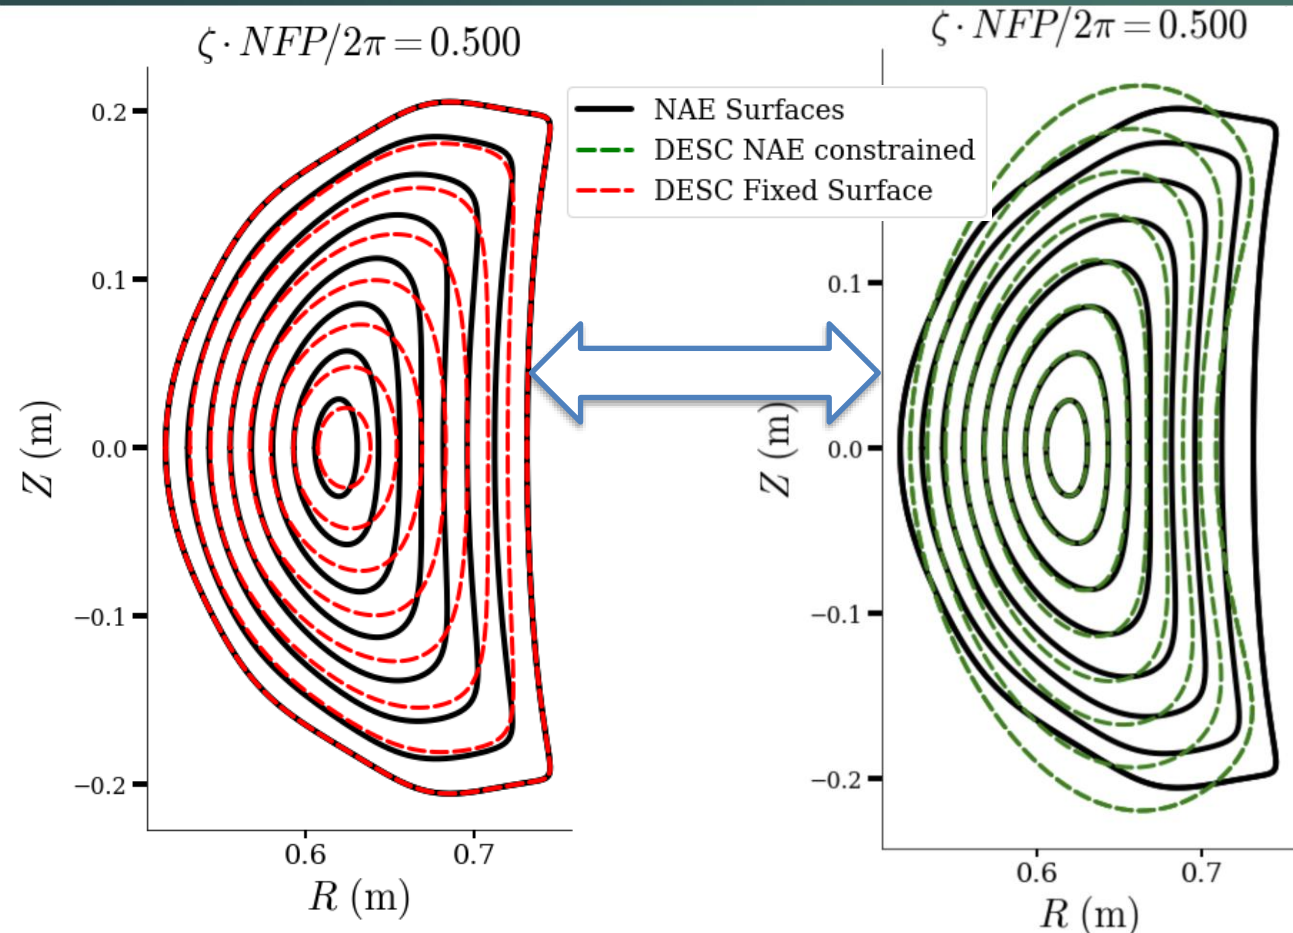 ζ · NFP/2π = 0.500
ζ · NFP/2π = 0.500
NAE Surfaces
DESC NAE constrained
DESC Fixed Surface
0.2
0.1
0.0
−0.1
−0.2
Z (m)
0.6 0.7
R (m)
0.1
0.0
−0.1
−0.2
Z (m)
0.6 0.7
R (m)